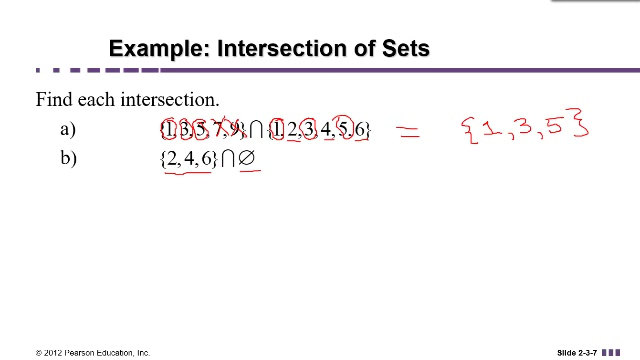 Example: Intersection of Sets
Find each intersection.
a) {1, 3, 5, 7, 9} ⋂ {1, 2, 3, 4, 5, 6} = {1, 3, 5}
b) {2, 4, 6} ⋂ ∅
© 2012 Pearson Education, Inc.
Slide 2-3-7